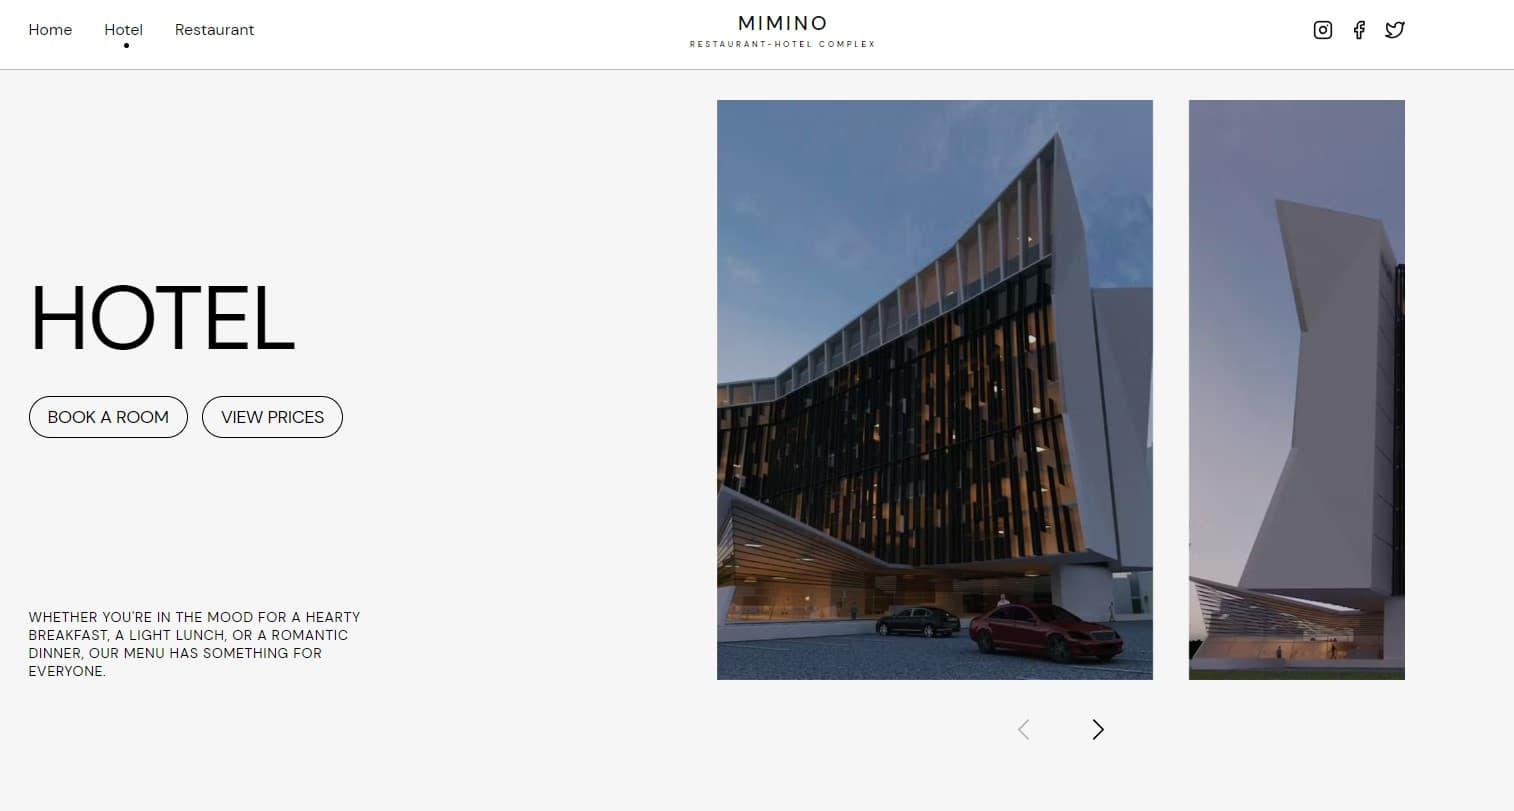 Home
Hotel
Restaurant
MIMINO
RESTAURANT-HOTEL COMPLEX
HOTEL
BOOK A ROOM
VIEW PRICES
WHETHER YOU'RE IN THE MOOD FOR A HEARTY
BREAKFAST, A LIGHT LUNCH, OR A ROMANTIC
DINNER, OUR MENU HAS SOMETHING FOR
EVERYONE.